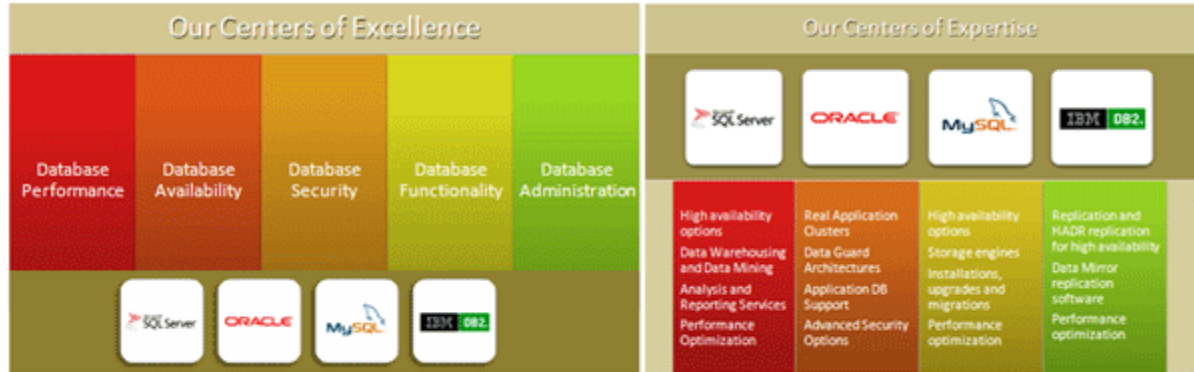 Our Centers of Excellence
Database
Performance
Database
Availability
Database
Security
Database
Functionality
Database
Administration
SQL Server
ORACLE
MySQL
IBM DB2.
Our Centers of Expertise
SQL Server
ORACLE
MySQL
IBM DB2.
High availability
options
Data Warehousing
and Data Mining
Analysis and
Reporting Services
Performance
Optimization
Real Application
Clusters
Data Guard
Architectures
Application DB
Support
Advanced Security
Options
High availability
options
Storage engines
Installations,
upgrades and
migrations
Performance
optimization
Replication and
HADR replication
for high availability
Data Mirror
replication
software
Performance
optimization